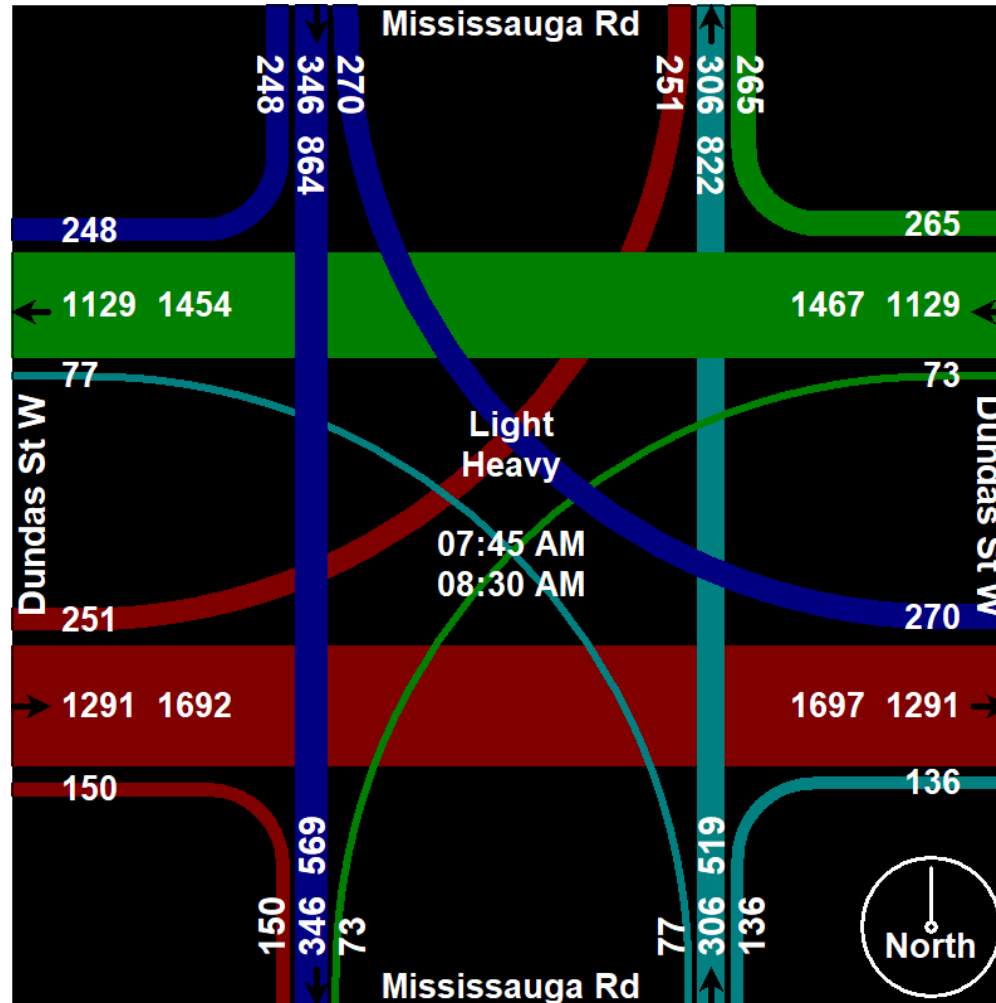 Mississauga Rd
248
346 864
270
251
306 822
265
248
265
1129 1454
1467 1129
77
73
Dundas St W
Dundas St W
Light
Heavy
07:45 AM
08:30 AM
251
270
1291 1692
1697 1291
150
136
150
346 569
73
77
306 519
136
North
Mississauga Rd